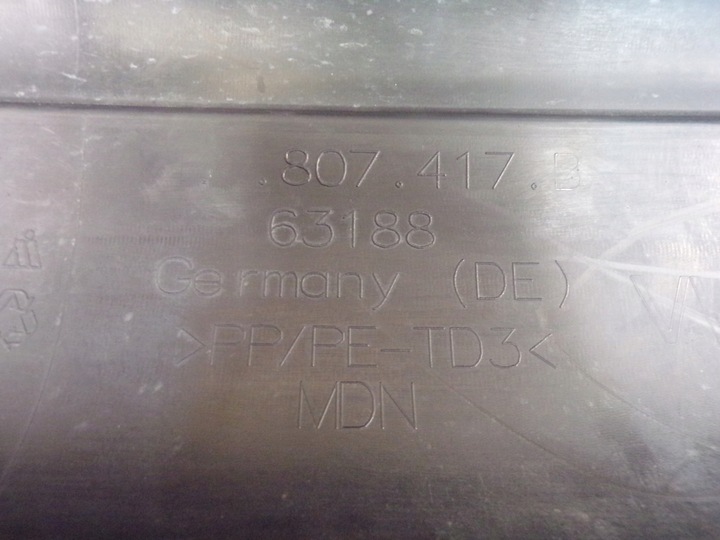 .807.417.B
63188
Germany (DE)
>PP/PE-TD3<
MDN